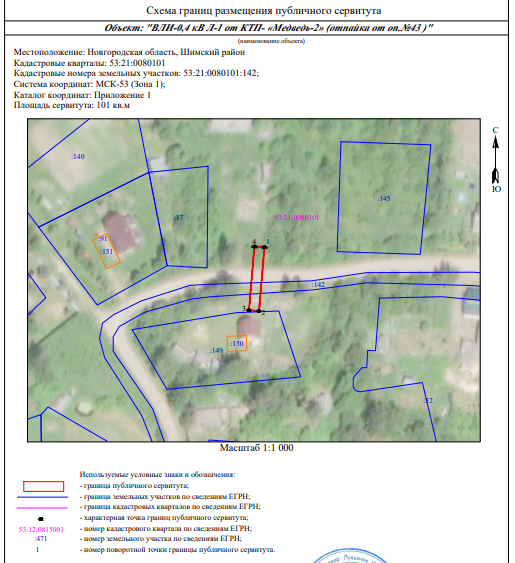 Схема границ размещения публичного сервитута
Объект: "ВЛИ-0,4 кВ Л-1 от КТП- «Медведь-2» (отпайка от оп.№43 )"
(наименование объекта)
Местоположение: Новгородская область, Шимский район
Кадастровые кварталы: 53:21:0080101
Кадастровые номера земельных участков: 53:21:0080101:142;
Система координат: МСК-53 (Зона 1);
Каталог координат: Приложение 1
Площадь сервитута: 101 кв.м
:140
С
Ю
:145
:17
53:21:0080101
:91
:151
4
1
:142
3
2
:150
:149
Масштаб 1:1 000
Используемые условные знаки и обозначения:
- граница публичного сервитута;
- граница земельных участков по сведениям ЕГРН;
- граница кадастровых кварталов по сведениям ЕГРН;
- характерная точка границ публичного сервитута;
53:12:0815001 - номер кадастрового квартала по сведениям ЕГРН;
:471 - номер земельного участка по сведениям ЕГРН;
1 - номер поворотной точки границы публичного сервитута.